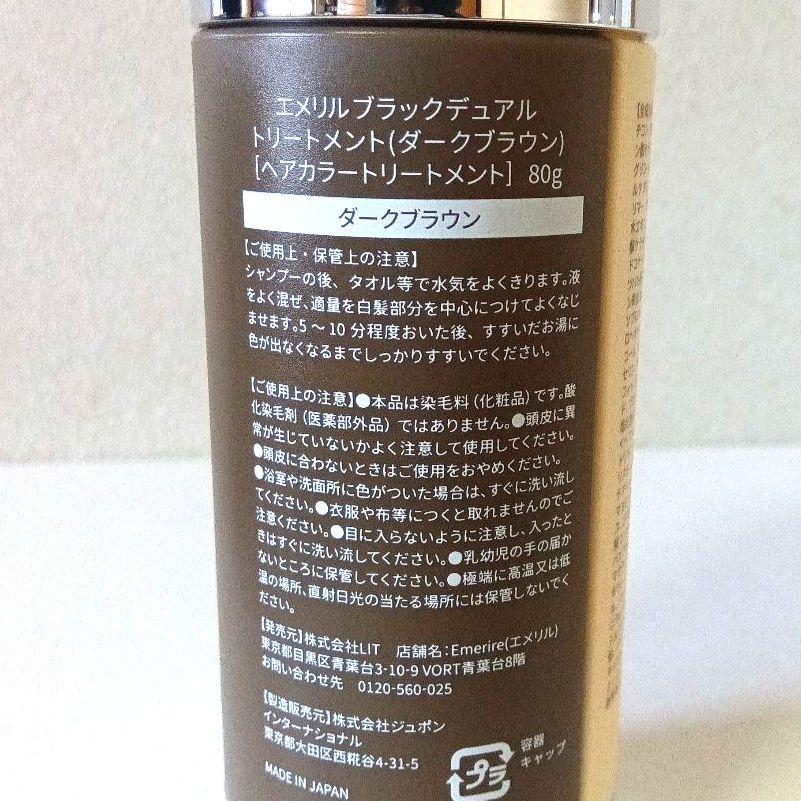 エメリルブラックデュアル
トリートメント(ダークブラウン)
[ヘアカラートリートメント] 80g
ダークブラウン
【ご使用上・保管上の注意】
シャンプーの後、タオル等で水気をよくきります。液
をよく混ぜ、適量を白髪部分を中心につけてよくなじ
ませます。5～10 分程度おいた後、すすいだお湯に
色が出なくなるまでしっかりすすいでください。
【ご使用上の注意】●本品は染毛料（化粧品）です。酸
化染毛剤（医薬部外品）ではありません。●頭皮に異
常が生じていないかよく注意して使用してください。
●頭皮に合わないときはご使用をおやめください。
●浴室や洗面所に色がついた場合は、すぐに洗い流し
てください。●衣服や布等につくと取れませんのでご
注意ください。●目に入らないように注意し、入ったと
きはすぐに洗い流してください。●乳幼児の手の届か
ないところに保管してください。●極端に高温又は低
温の場所、直射日光の当たる場所には保管しないでく
ださい。
【発売元】株式会社LIT 店舗名：Emerire(エメリル)
東京都目黒区青葉台3-10-9 VORT青葉台8階
お問い合わせ先 0120-560-025
【製造販売元】株式会社ジュポン
インターナショナル
東京都大田区西糀谷4-31-5
MADE IN JAPAN
プラ
容器
キャップ